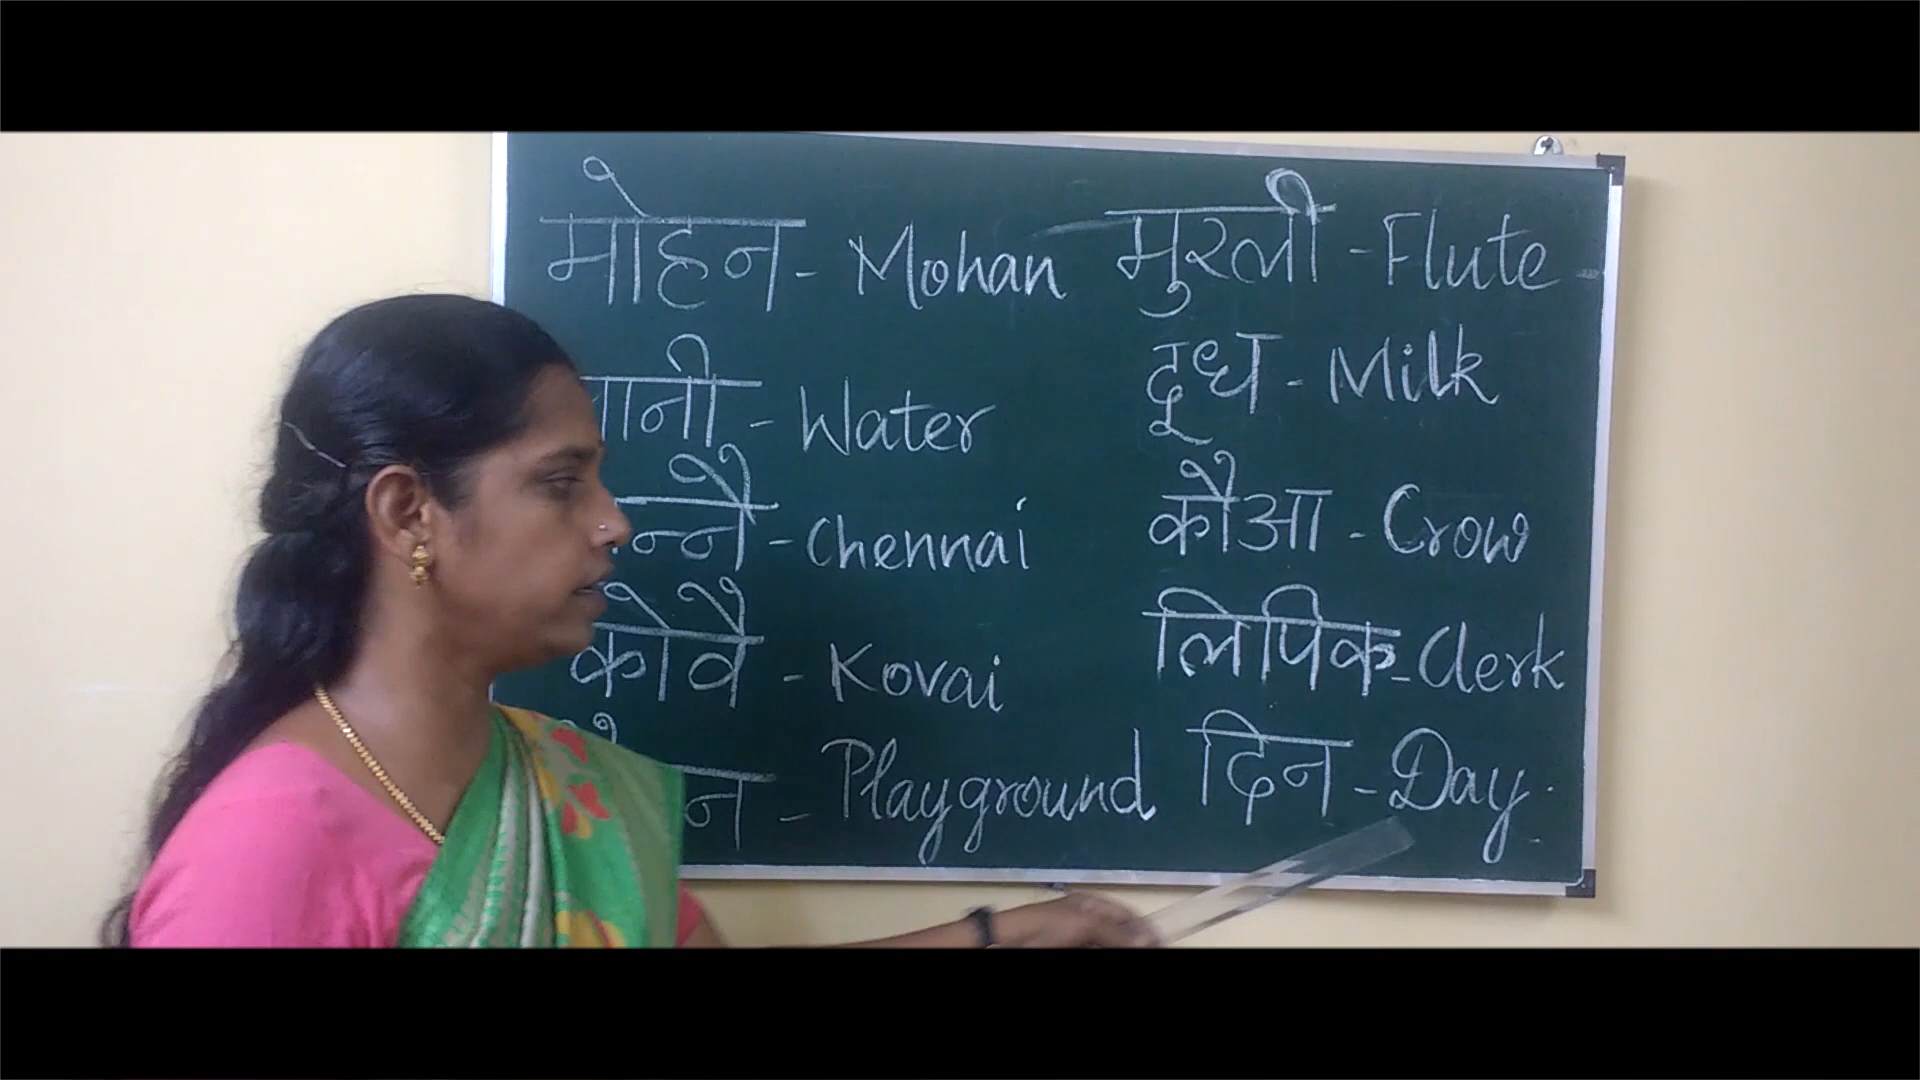 मोहन - Mohan मुरली - Flute
- Water दूध - Milk
- Chennai कौआ - Crow
कोवै - Kovai लिपिक - Clerk
- Playground दिन - Day.